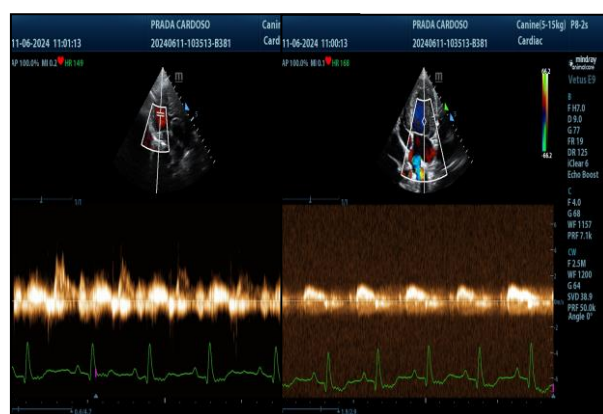 PRADA CARDOSO
11-06-2024 11:01:13
20240611-103513-B381
Card
AP 100.0% MI 0.2 HR 149
PRADA CARDOSO
Canine(5-15kg)
P8-2s
11-06-2024 11:00:13
20240611-103513-B381
Cardiac
AP 100.0% MI 0.1 HR 168
mindray
animalcare
Vetus E9
B
F H7.0
D 9.0
G 77
FR 19
DR 125
iClear 6
Echo Boost
C
F 4.0
G 68
WF 1157
PRF 7.1k
CW
F 2.5M
WF 1200
G 64
SVD 38.9
PRF 50.0k
Angle 0°